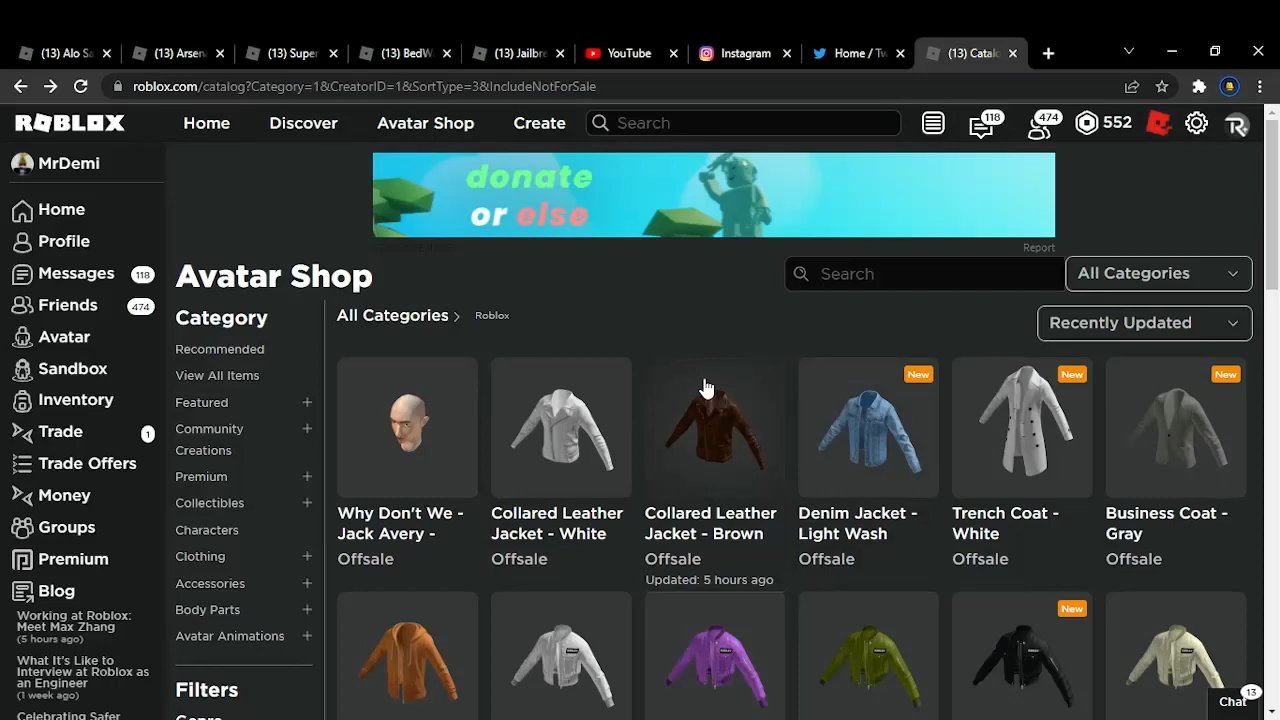 (13) Alo Sa
(13) Arsen
(13) Super
(13) BedW
(13) Jailbre
YouTube
Instagram
Home / Tw
(13) Catalo
roblox.com/catalog?Category=1&CreatorID=1&SortType=3&IncludeNotForSale
ROBLOX
Home
Discover
Avatar Shop
Create
Search
118
474
552
MrDemi
Home
Profile
Messages 118
Friends 474
Avatar
Sandbox
Inventory
Trade 1
Trade Offers
Money
Groups
Premium
Blog
Working at Roblox:
Meet Max Zhang
(5 hours ago)
What It's Like to
Interview at Roblox as
an Engineer
(1 week ago)
Celebrating Safer
donate
or else
Report
Avatar Shop
Search
All Categories
Category
Recommended
View All Items
Featured +
Community +
Creations
Premium +
Collectibles +
Characters
Clothing +
Accessories +
Body Parts +
Avatar Animations +
Filters
Genre
All Categories > Roblox
Recently Updated
Why Don't We -
Jack Avery -
Offsale
Collared Leather
Jacket - White
Offsale
Collared Leather
Jacket - Brown
Offsale
Updated: 5 hours ago
New
Denim Jacket -
Light Wash
Offsale
New
Trench Coat -
White
Offsale
New
Business Coat -
Gray
Offsale
New
Chat 13